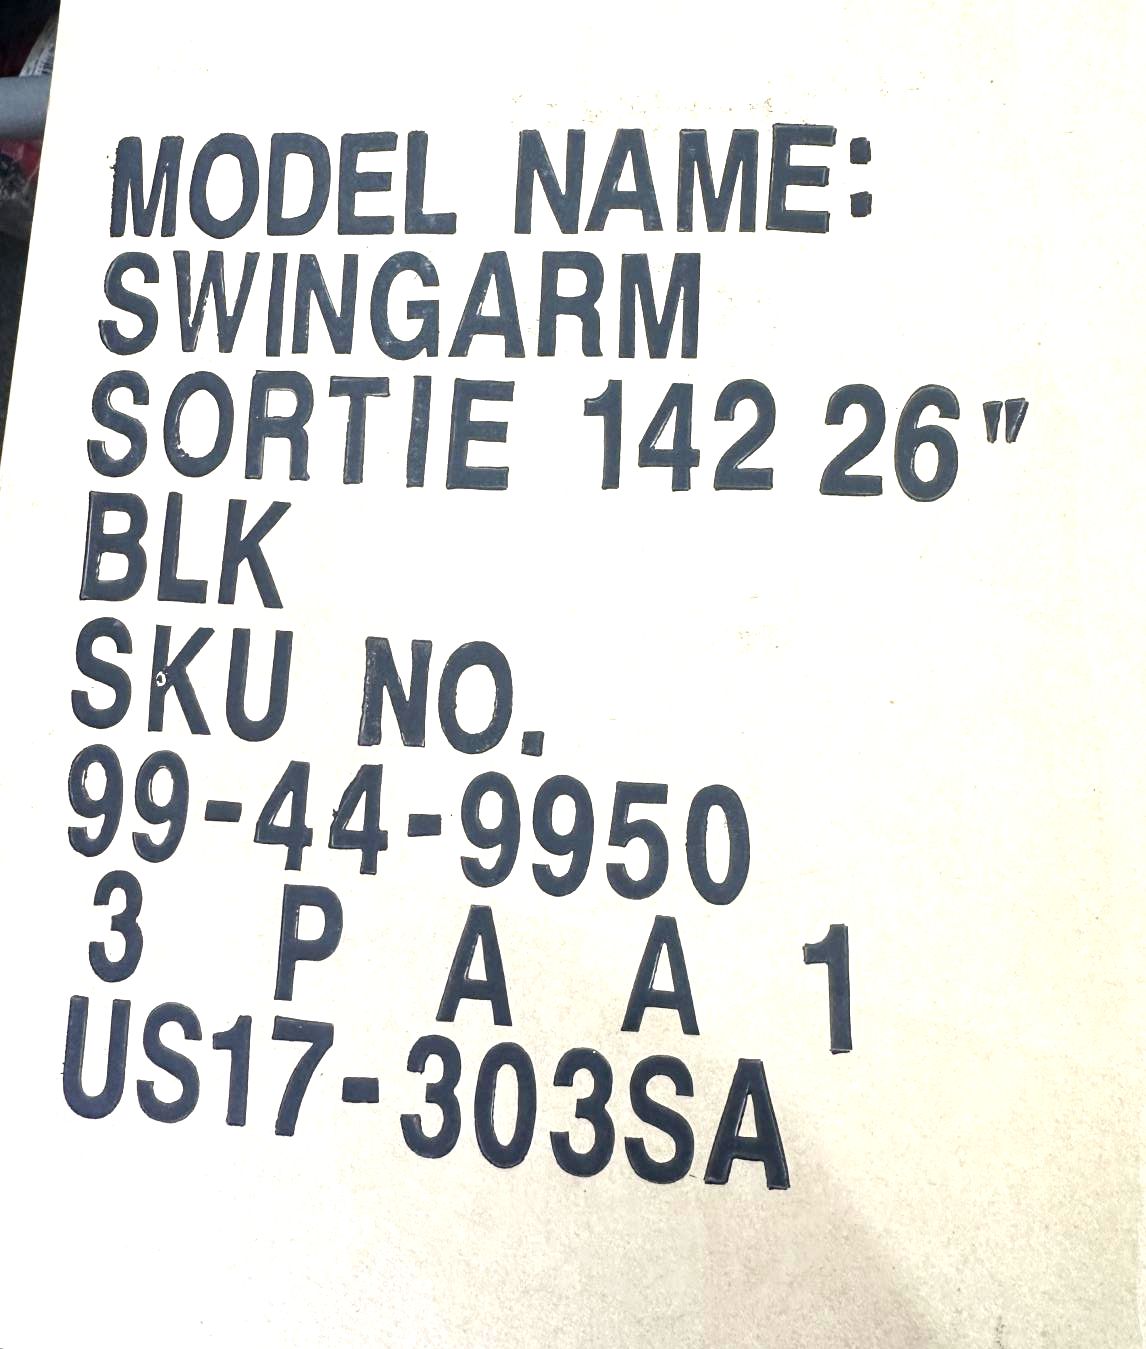 MODEL NAME:
SWINGARM
SORTIE 142 26"
BLK
SKU NO.
99-44-9950
3 P A A 1
US17-303SA